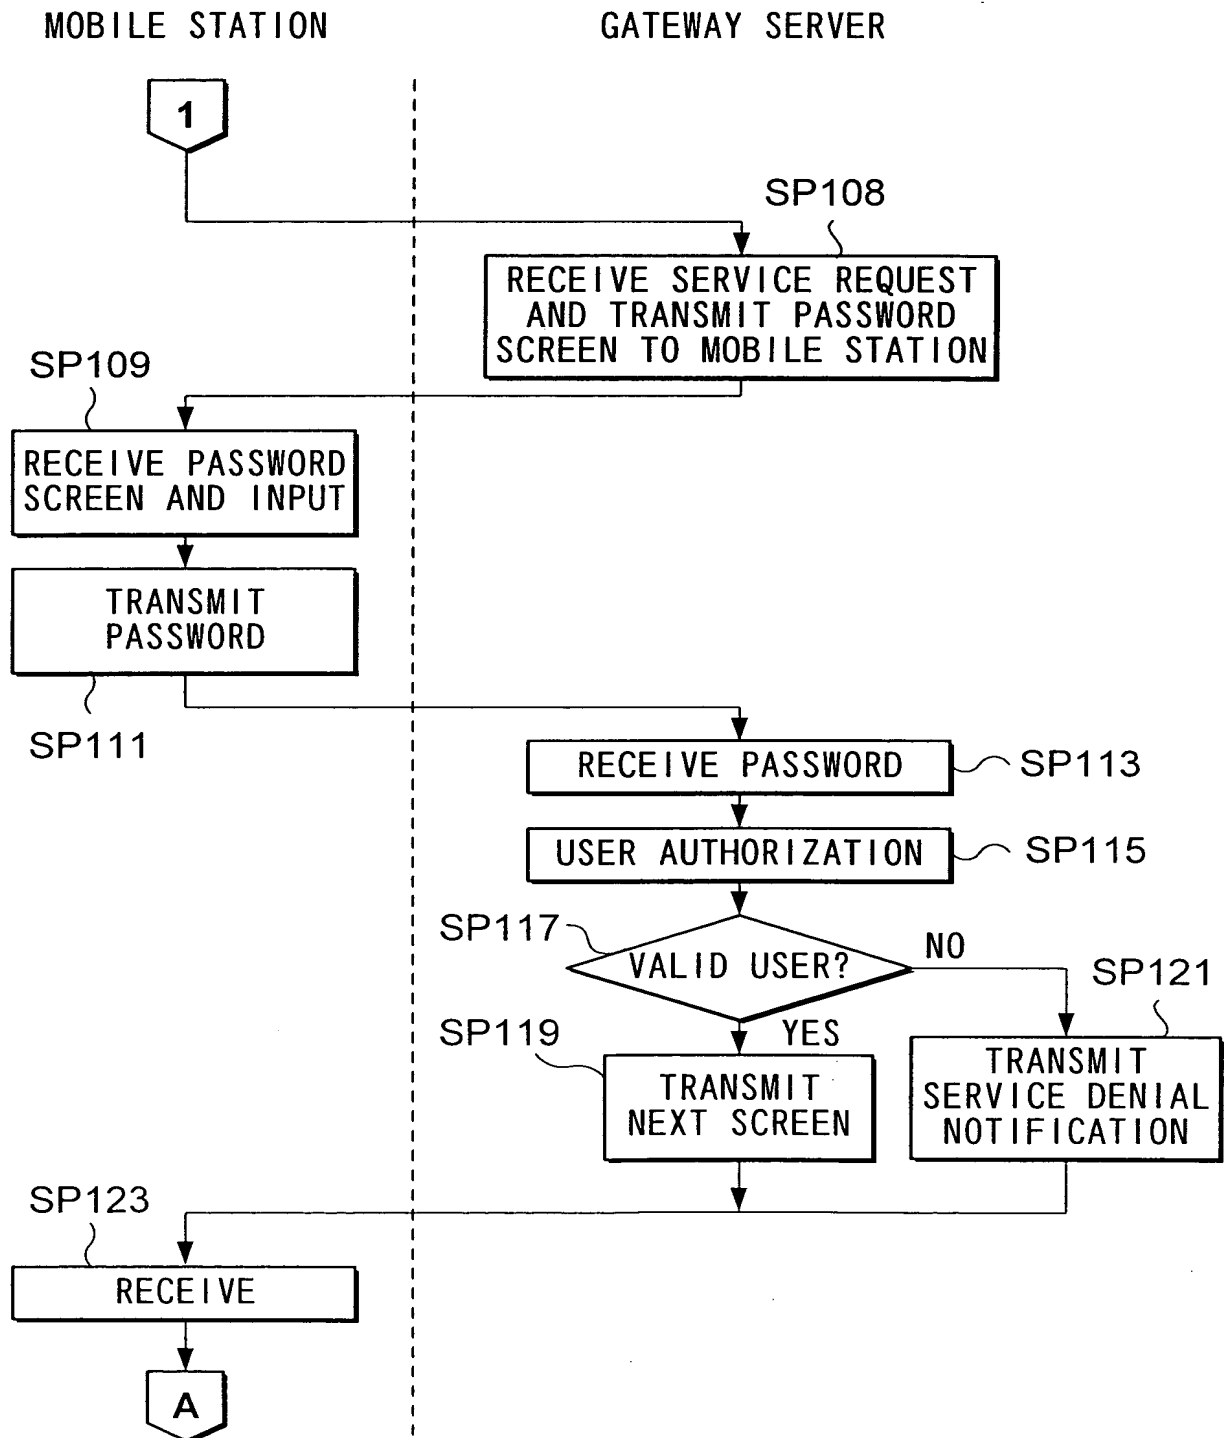 MOBILE STATION
GATEWAY SERVER
1
SP108
RECEIVE SERVICE REQUEST
AND TRANSMIT PASSWORD
SCREEN TO MOBILE STATION
SP109
RECEIVE PASSWORD
SCREEN AND INPUT
TRANSMIT
PASSWORD
SP111
RECEIVE PASSWORD
SP113
USER AUTHORIZATION
SP115
SP117
VALID USER?
NO
SP121
SP119
YES
TRANSMIT
NEXT SCREEN
TRANSMIT
SERVICE DENIAL
NOTIFICATION
SP123
RECEIVE
A